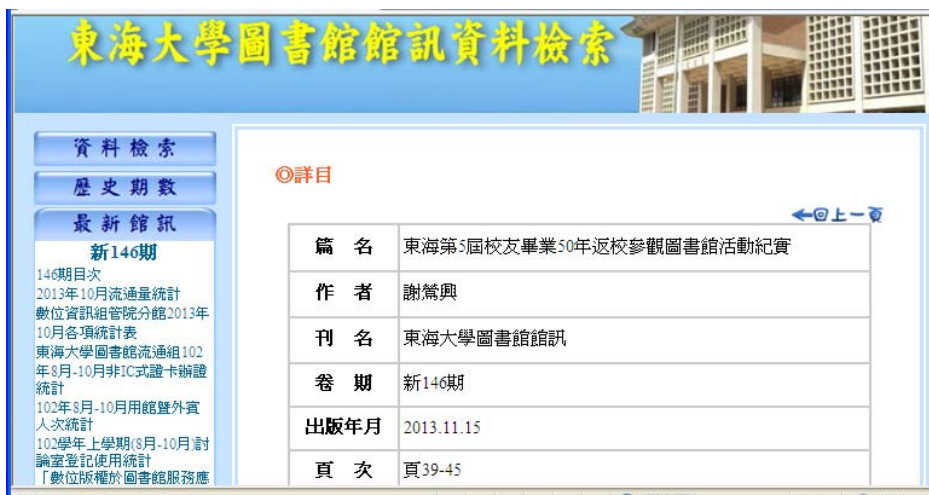 東海大學圖書館館訊資料檢索
資料檢索
歷史期數
最新館訊
新146期
146期目次
2013年10月流通量統計
數位資訊組管院分館2013年
10月各項統計表
東海大學圖書館流通組102
年8月-10月非IC式證卡辦證
統計
102年8月-10月用館暨外賓
人次統計
102學年上學期(8月-10月)討
論室登記使用統計
「數位版權於圖書館服務應
◎詳目
回上一頁
篇 名 東海第5屆校友畢業50年返校參觀圖書館活動紀實
作 者 謝鶯興
刊 名 東海大學圖書館館訊
卷 期 新146期
出版年月 2013.11.15
頁 次 頁39-45